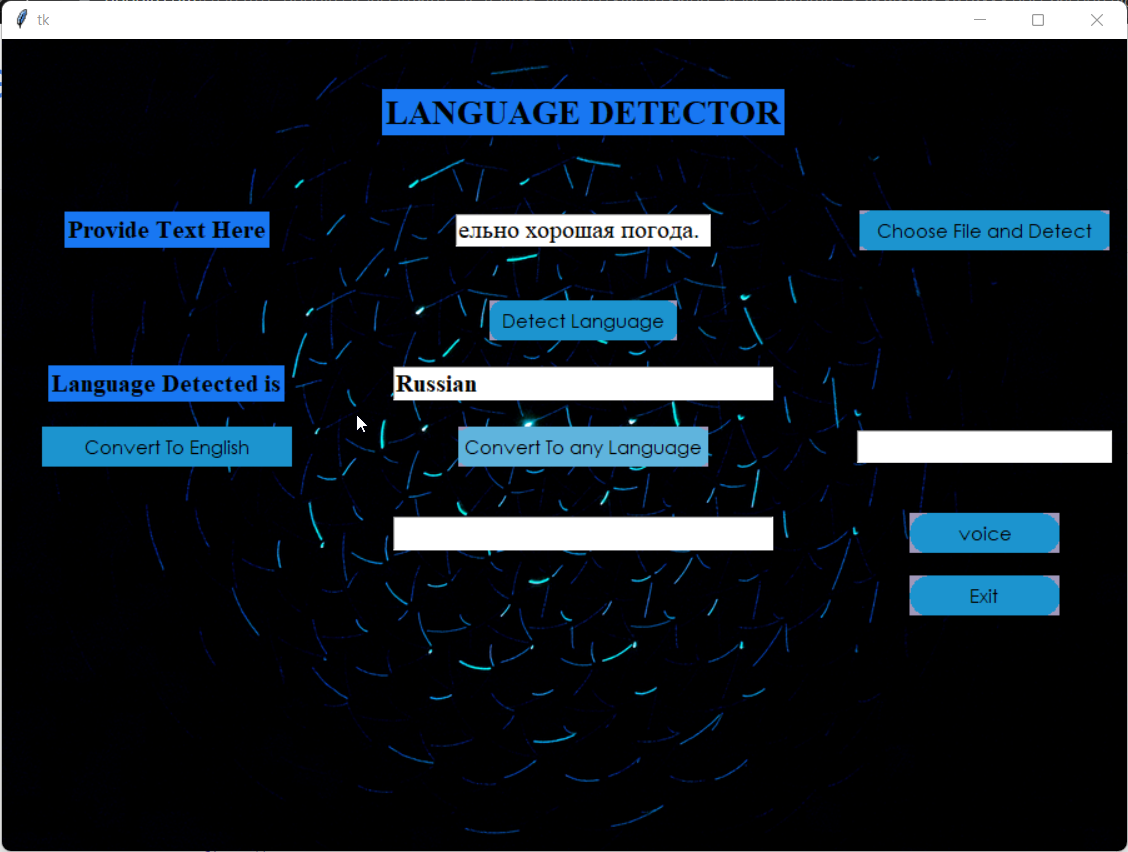 tk
LANGUAGE DETECTOR
Provide Text Here
ельно хорошая погода.
Choose File and Detect
Detect Language
Language Detected is
Russian
Convert To English
Convert To any Language
voice
Exit